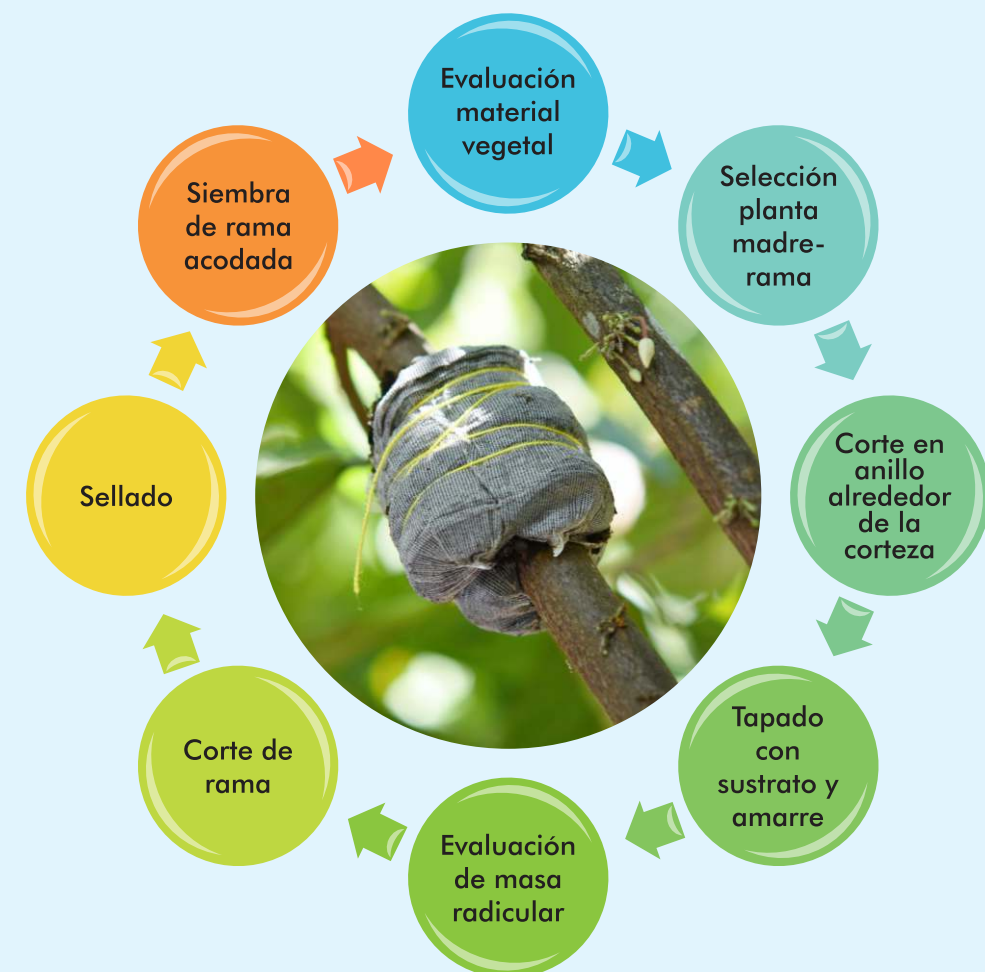 Evaluación
material
vegetal
Selección
planta
madre-
rama
Corte en
anillo
alrededor
de la
corteza
Tapado
con
sustrato y
amarre
Evaluación
de masa
radicular
Corte de
rama
Sellado
Siembra
de rama
acodada